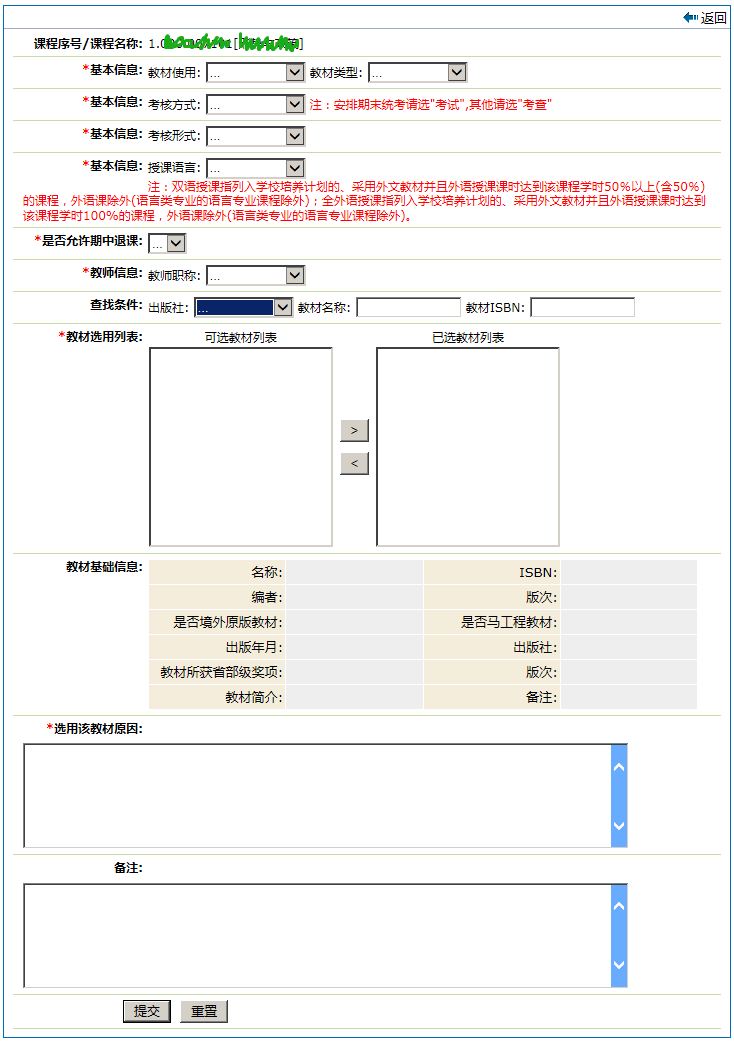 返回
课程序号/课程名称: 1.
*基本信息: 教材使用: ... 教材类型: ...
*基本信息: 考核方式: ... 注：安排期末统考请选"考试",其他请选"考查"
*基本信息: 考核形式: ...
*基本信息: 授课语言: ...
注：双语授课指列入学校培养计划的、采用外文教材并且外语授课课时达到该课程学时50%以上(含50%)
的课程，外语课除外(语言类专业的语言专业课程除外)；全外语授课指列入学校培养计划的、采用外文教材并且外语授课课时达到
该课程学时100%的课程，外语课除外(语言类专业的语言专业课程除外)。
*是否允许期中退课: ...
*教师信息: 教师职称: ...
查找条件: 出版社: ... 教材名称: 教材ISBN:
*教材选用列表: 可选教材列表 已选教材列表
>
<
教材基础信息: 名称: ISBN:
编者: 版次:
是否境外原版教材: 是否马工程教材:
出版年月: 出版社:
教材所获省部级奖项: 版次:
教材简介: 备注:
*选用该教材原因:
备注:
提交 重置